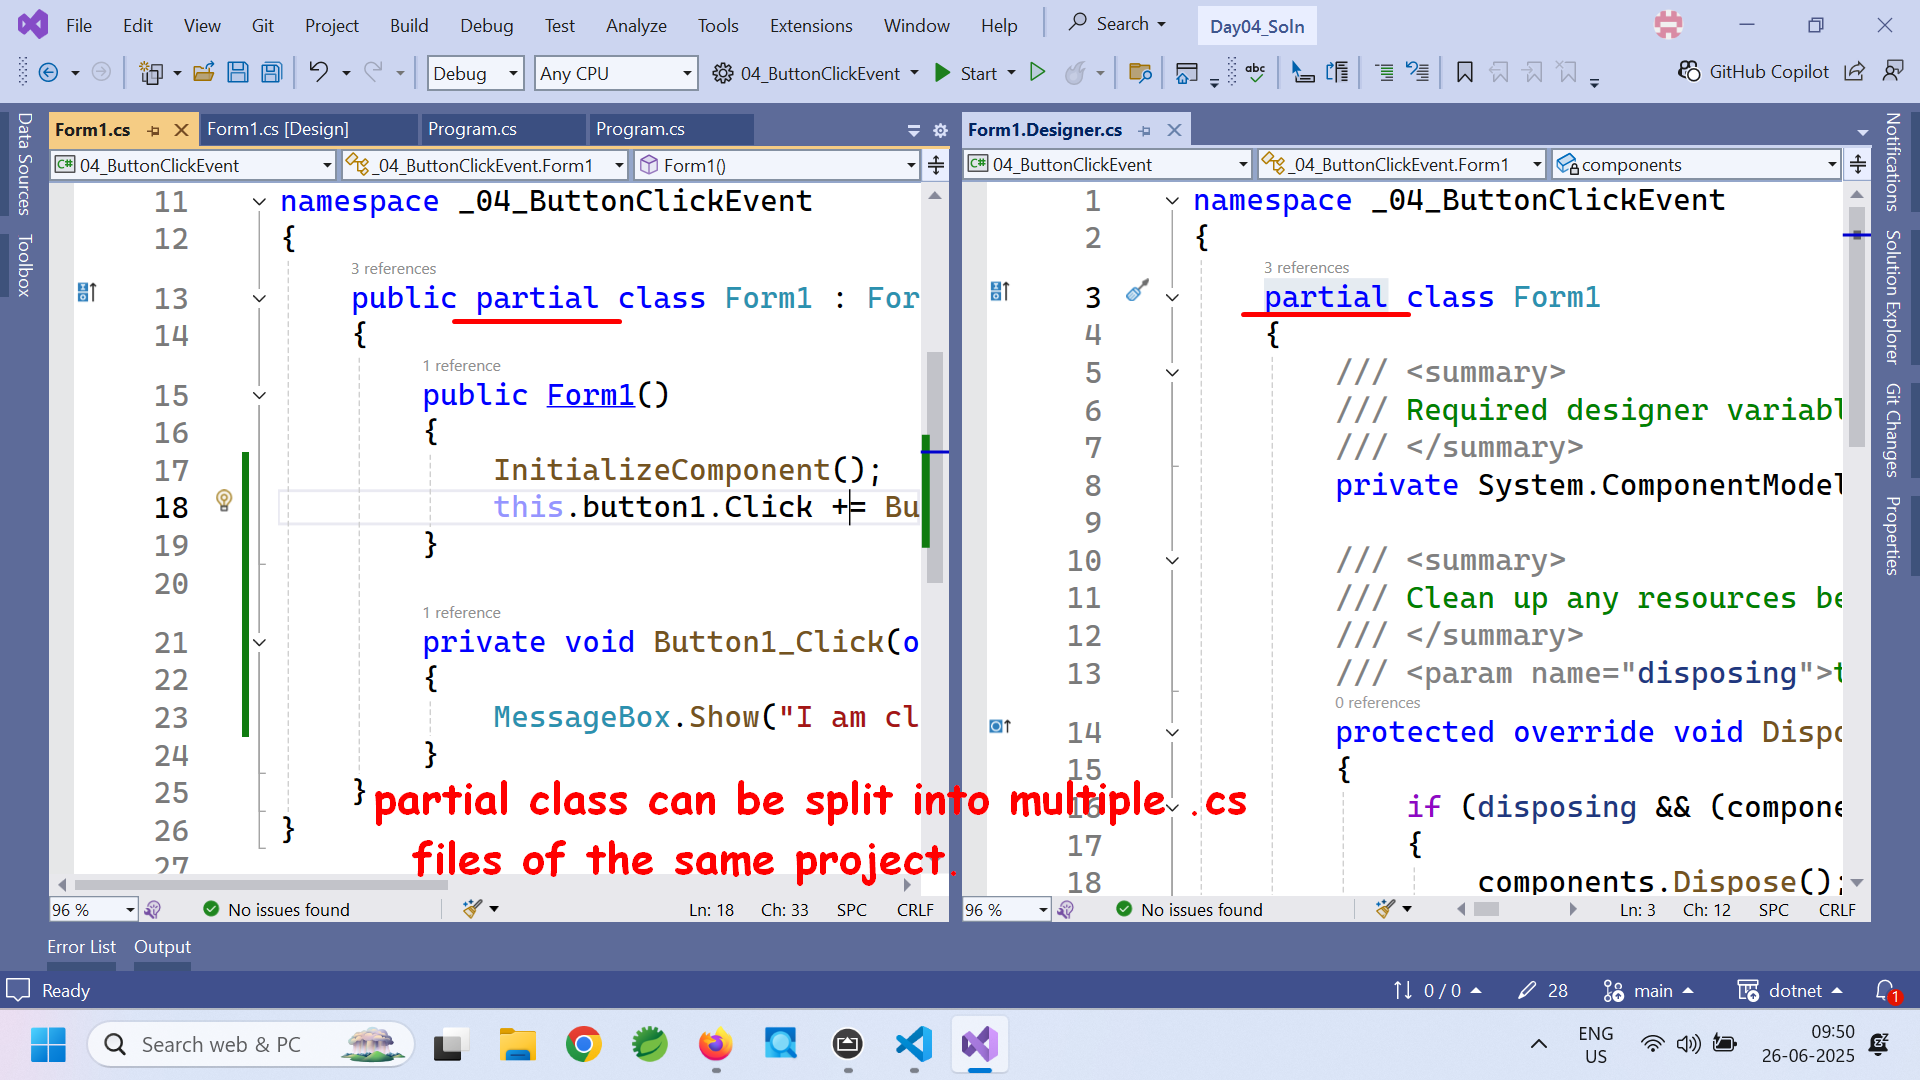 File Edit View Git Project Build Debug Test Analyze Tools Extensions Window Help Search Day04_Soln
Debug Any CPU 04_ButtonClickEvent Start abc GitHub Copilot
Data Sources
Toolbox
Form1.cs Form1.cs [Design] Program.cs Program.cs
C# 04_ButtonClickEvent _04_ButtonClickEvent.Form1 Form1()
11 namespace _04_ButtonClickEvent
12 {
3 references
13 public partial class Form1 : For
14 {
1 reference
15 public Form1()
16 {
17 InitializeComponent();
18 this.button1.Click += Bu
19 }
20
1 reference
21 private void Button1_Click(o
22 {
23 MessageBox.Show("I am cl
24 }
25 }
26 }
27
partial class can be split into multiple .cs
files of the same project.
96 % No issues found Ln: 18 Ch: 33 SPC CRLF
Form1.Designer.cs
C# 04_ButtonClickEvent _04_ButtonClickEvent.Form1 components
1 namespace _04_ButtonClickEvent
2 {
3 references
3 partial class Form1
4 {
5 /// <summary>
6 /// Required designer variabl
7 /// </summary>
8 private System.ComponentModel
9
10 /// <summary>
11 /// Clean up any resources be
12 /// </summary>
13 /// <param name="disposing">t
0 references
14 protected override void Dispo
15 {
16 if (disposing && (compone
17 {
18 components.Dispose();
96 % No issues found Ln: 3 Ch: 12 SPC CRLF
Notifications
Solution Explorer
Git Changes
Properties
Error List Output
Ready 0 / 0 28 main dotnet 1
Search web & PC ENG
US
09:50
26-06-2025